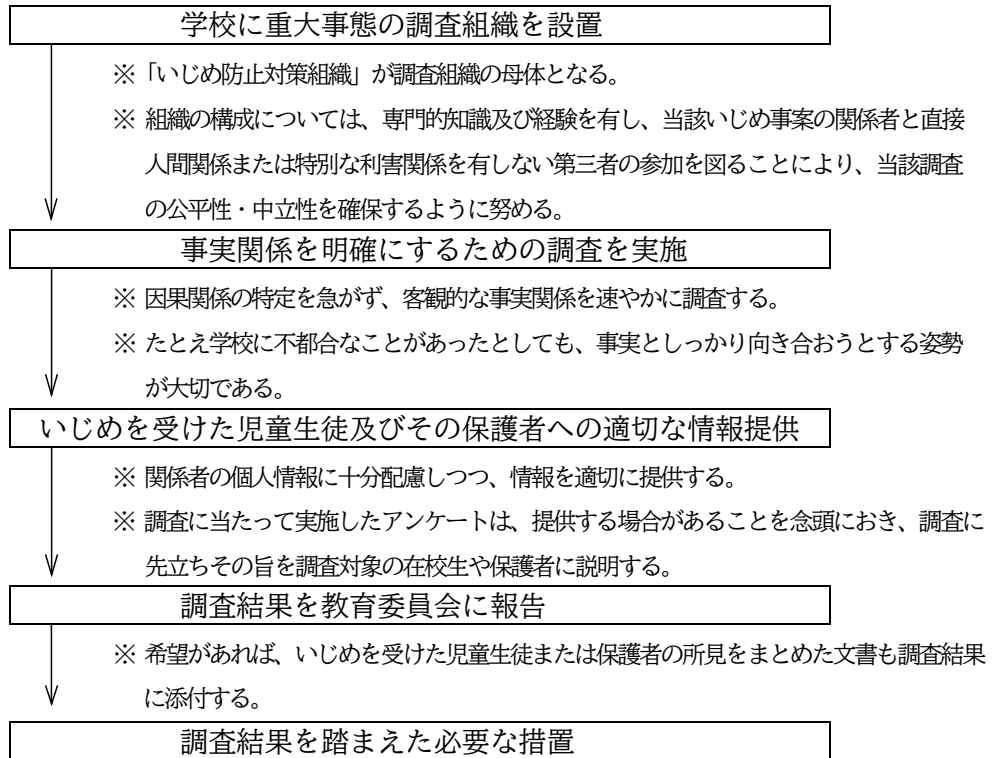 学校に重大事態の調査組織を設置
※「いじめ防止対策組織」が調査組織の母体となる。
※ 組織の構成については、専門的知識及び経験を有し、当該いじめ事案の関係者と直接
人間関係または特別な利害関係を有しない第三者の参加を図ることにより、当該調査
の公平性・中立性を確保するように努める。
事実関係を明確にするための調査を実施
※ 因果関係の特定を急がず、客観的な事実関係を速やかに調査する。
※ たとえ学校に不都合なことがあったとしても、事実としっかり向き合おうとする姿勢
が大切である。
いじめを受けた児童生徒及びその保護者への適切な情報提供
※ 関係者の個人情報に十分配慮しつつ、情報を適切に提供する。
※ 調査に当たって実施したアンケートは、提供する場合があることを念頭におき、調査に
先立ちその旨を調査対象の在校生や保護者に説明する。
調査結果を教育委員会に報告
※ 希望があれば、いじめを受けた児童生徒または保護者の所見をまとめた文書も調査結果
に添付する。
調査結果を踏まえた必要な措置